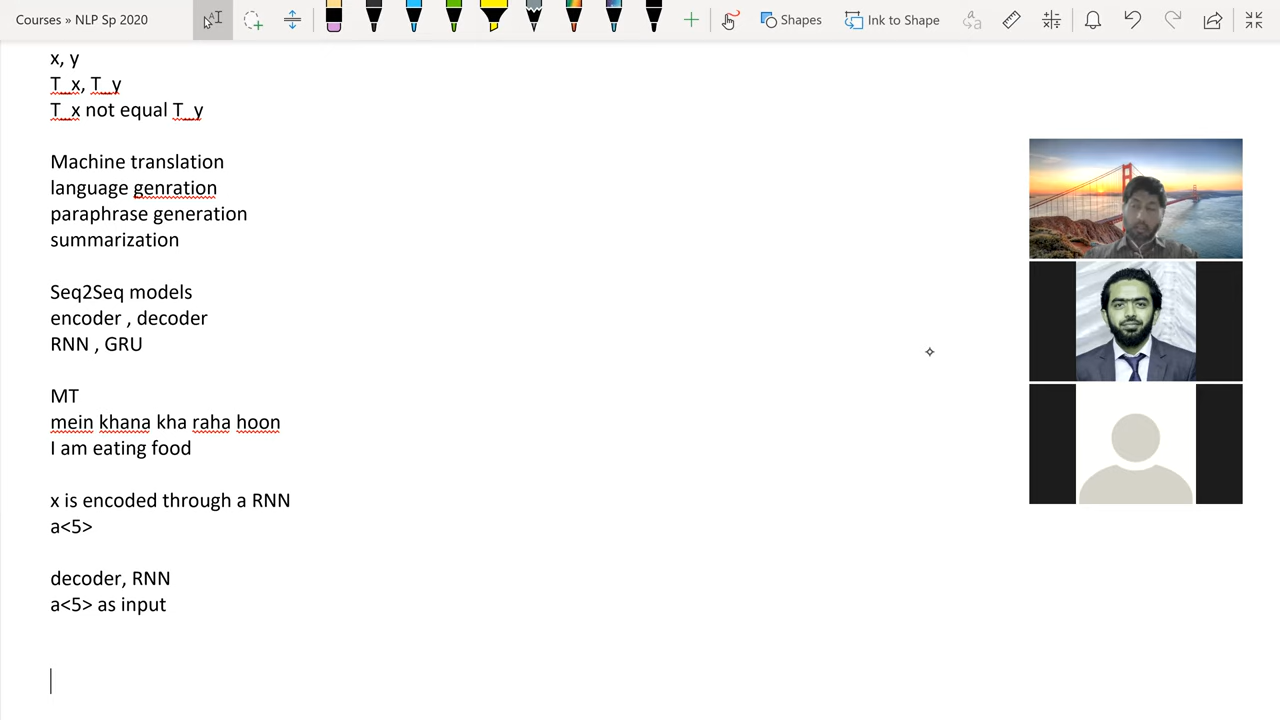 Courses » NLP Sp 2020
Shapes
Ink to Shape
x, y
T_x, T_y
T_x not equal T_y
Machine translation
language genration
paraphrase generation
summarization
Seq2Seq models
encoder , decoder
RNN , GRU
MT
mein khana kha raha hoon
I am eating food
x is encoded through a RNN
a<5>
decoder, RNN
a<5> as input